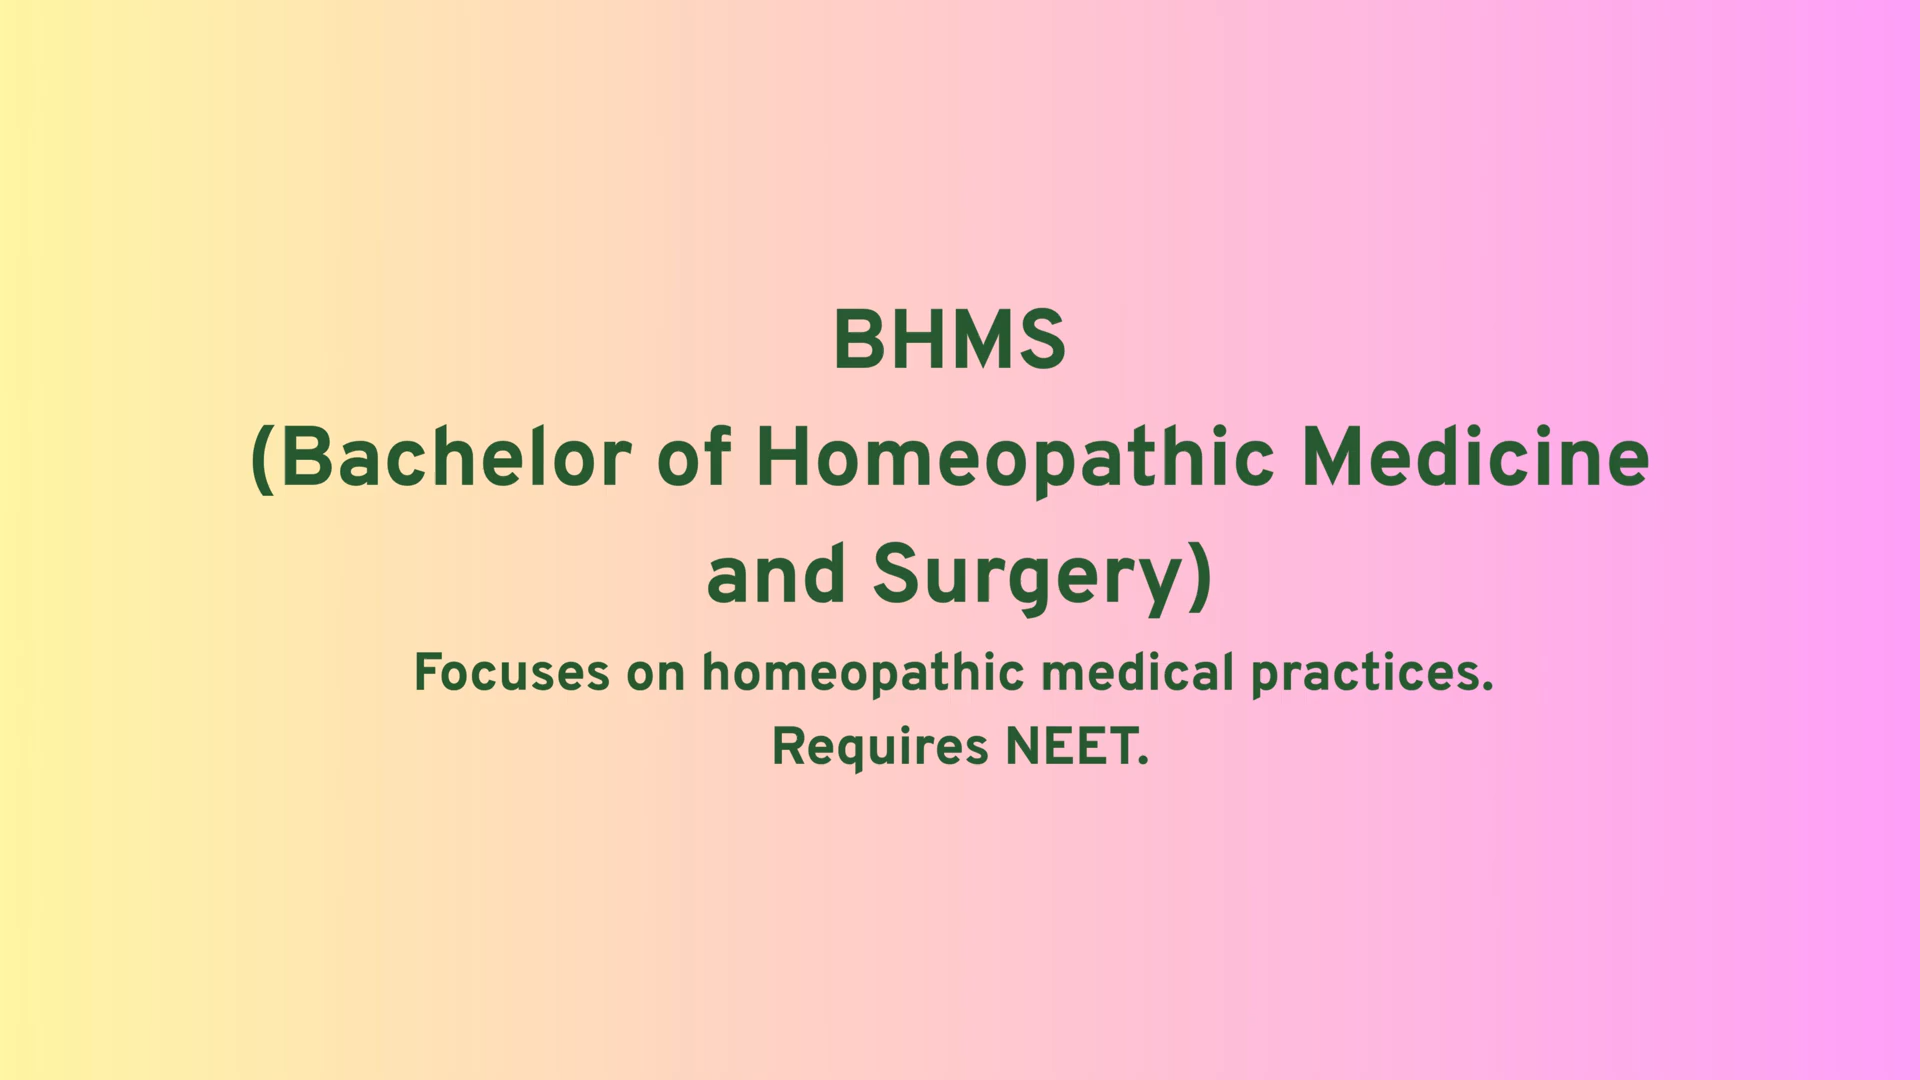 BHMS
(Bachelor of Homeopathic Medicine
and Surgery)
Focuses on homeopathic medical practices.
Requires NEET.